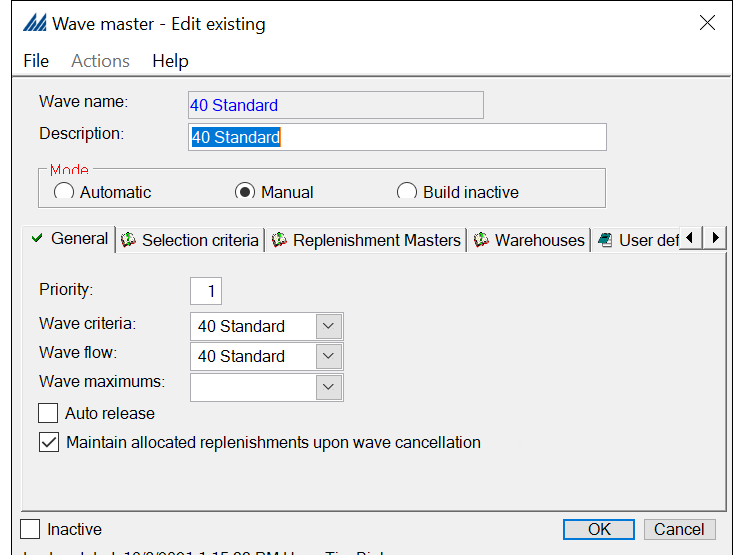 Wave master - Edit existing
File Actions Help
Wave name: 40 Standard
Description: 40 Standard
Mode
Automatic Manual Build inactive
General Selection criteria Replenishment Masters Warehouses User def
Priority: 1
Wave criteria: 40 Standard
Wave flow: 40 Standard
Wave maximums:
Auto release
Maintain allocated replenishments upon wave cancellation
Inactive OK Cancel